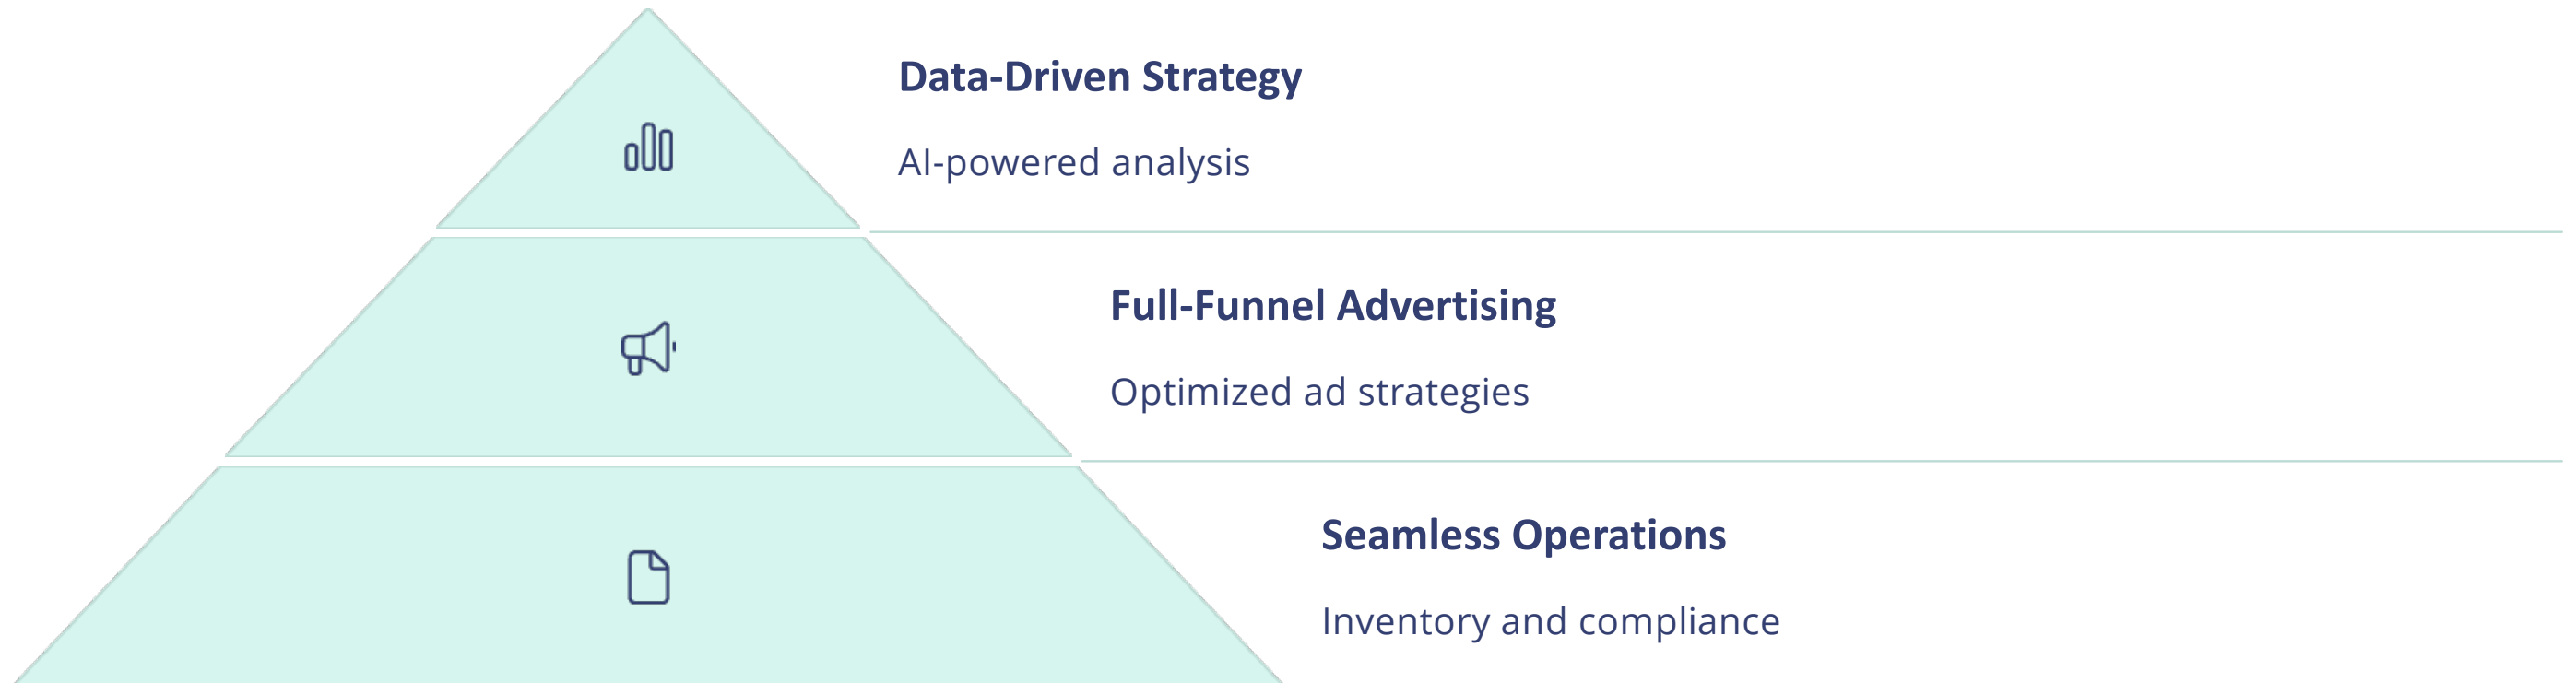 Data-Driven Strategy
AI-powered analysis
Full-Funnel Advertising
Optimized ad strategies
Seamless Operations
Inventory and compliance